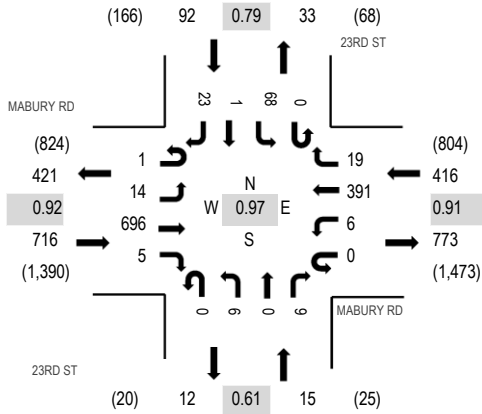 (166) 92 0.79 33 (68)
23RD ST
23 1 68 0
MABURY RD
(824) (804)
421 1 19 416
0.92 14 391 0.91
N
W 0.97 E
S
716 696 6 773
(1,390) 5 0 (1,473)
0 6 0 9
MABURY RD
23RD ST
(20) 12 0.61 15 (25)